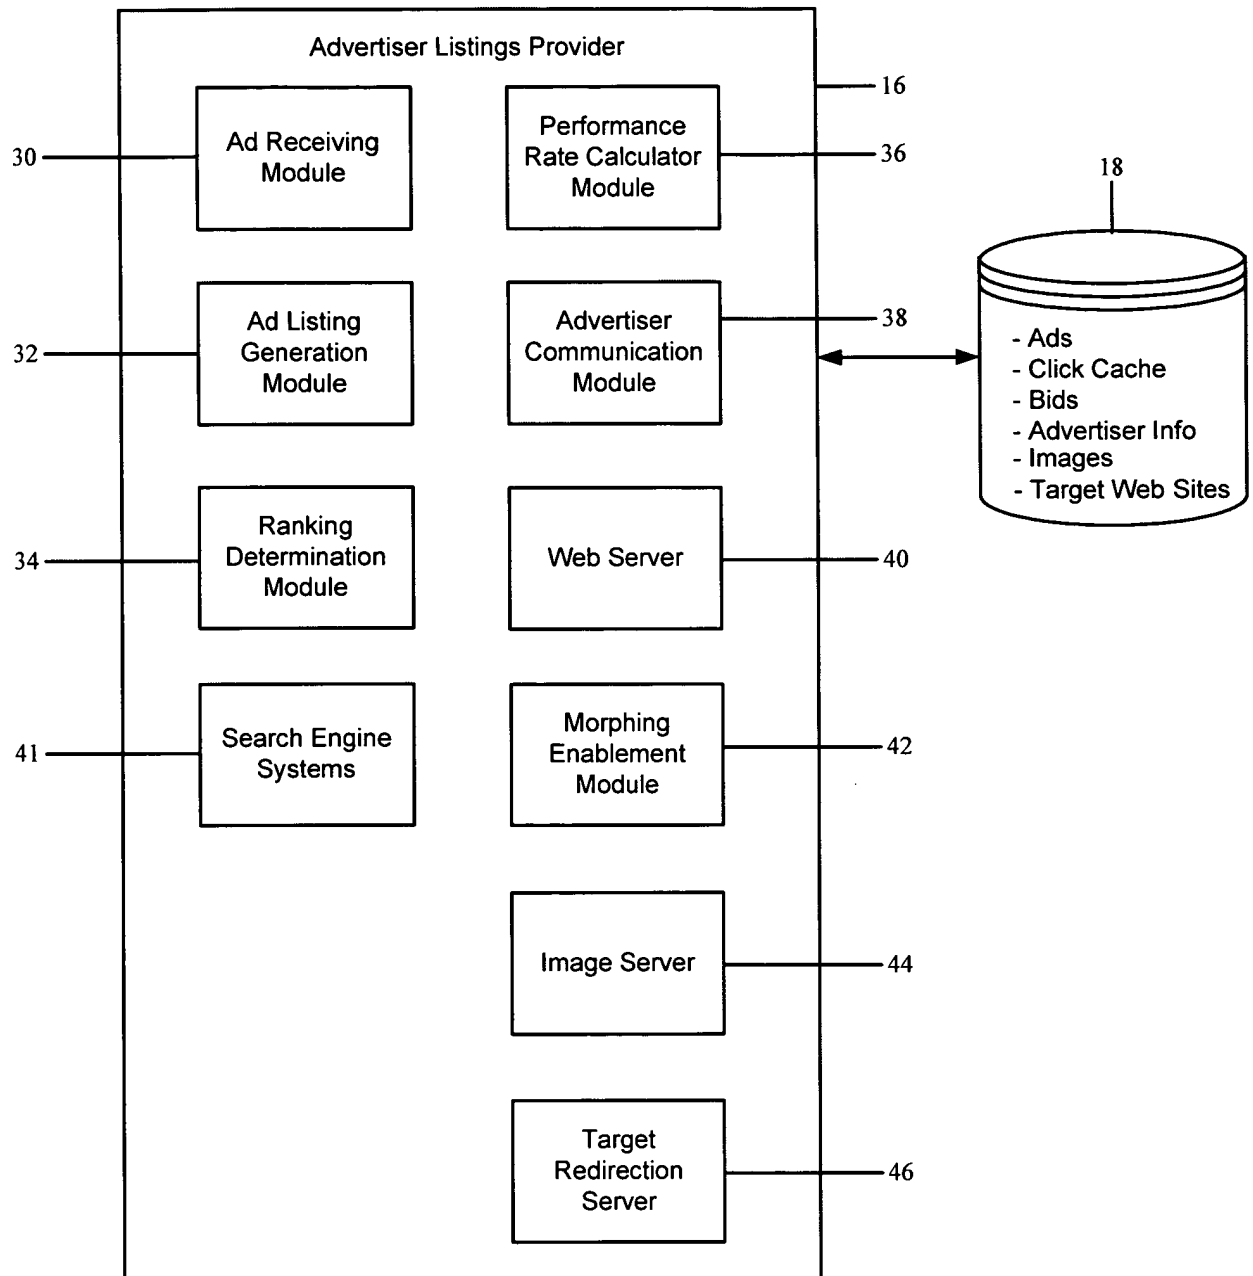 Advertiser Listings Provider
16
Ad Receiving
Module
30
Performance
Rate Calculator
Module
36
18
Ad Listing
Generation
Module
32
Advertiser
Communication
Module
38
- Ads
- Click Cache
- Bids
- Advertiser Info
- Images
- Target Web Sites
Ranking
Determination
Module
34
Web Server
40
Search Engine
Systems
41
Morphing
Enablement
Module
42
Image Server
44
Target
Redirection
Server
46